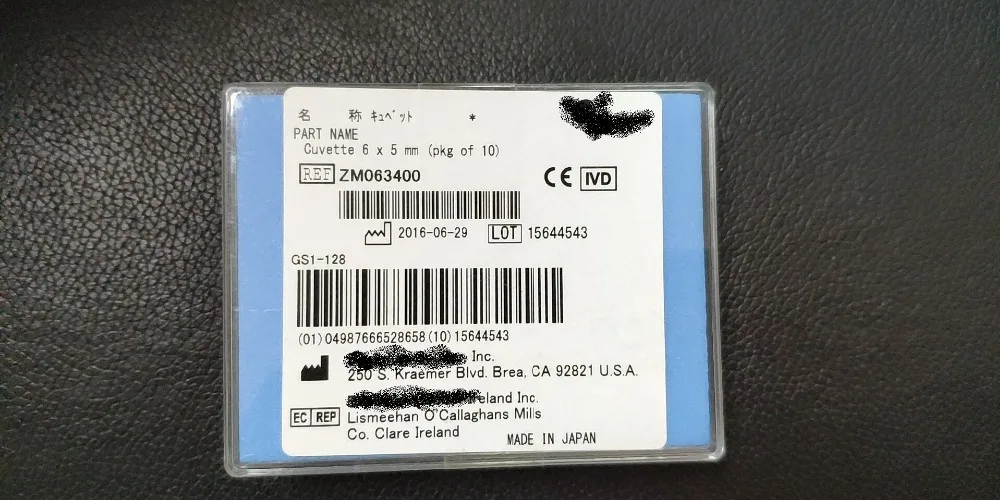 名 称 キュベット *
PART NAME
Cuvette 6 x 5 mm (pkg of 10)
REF ZM063400
CE IVD
2016-06-29 LOT 15644543
GS1-128
(01)04987666528658(10)15644543
Inc.
250 S. Kraemer Blvd. Brea, CA 92821 U.S.A.
reland Inc.
EC REP Lismeehan O'Callaghans Mills
Co. Clare Ireland
MADE IN JAPAN